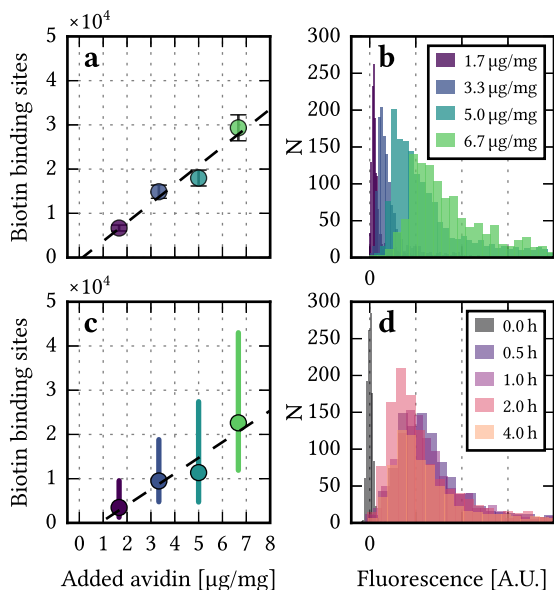 ×10⁴
a
5
4
3
2
1
0
Biotin binding sites
b
300
250
200
150
100
50
0
N
0
1.7 µg/mg
3.3 µg/mg
5.0 µg/mg
6.7 µg/mg
×10⁴
c
5
4
3
2
1
0
Biotin binding sites
0 1 2 3 4 5 6 7 8
Added avidin [µg/mg]
d
300
250
200
150
100
50
0
N
0
Fluorescence [A.U.]
0.0 h
0.5 h
1.0 h
2.0 h
4.0 h